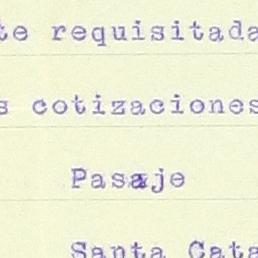 te requisitada
s cotizaciones
Pasaje
Santa Cata